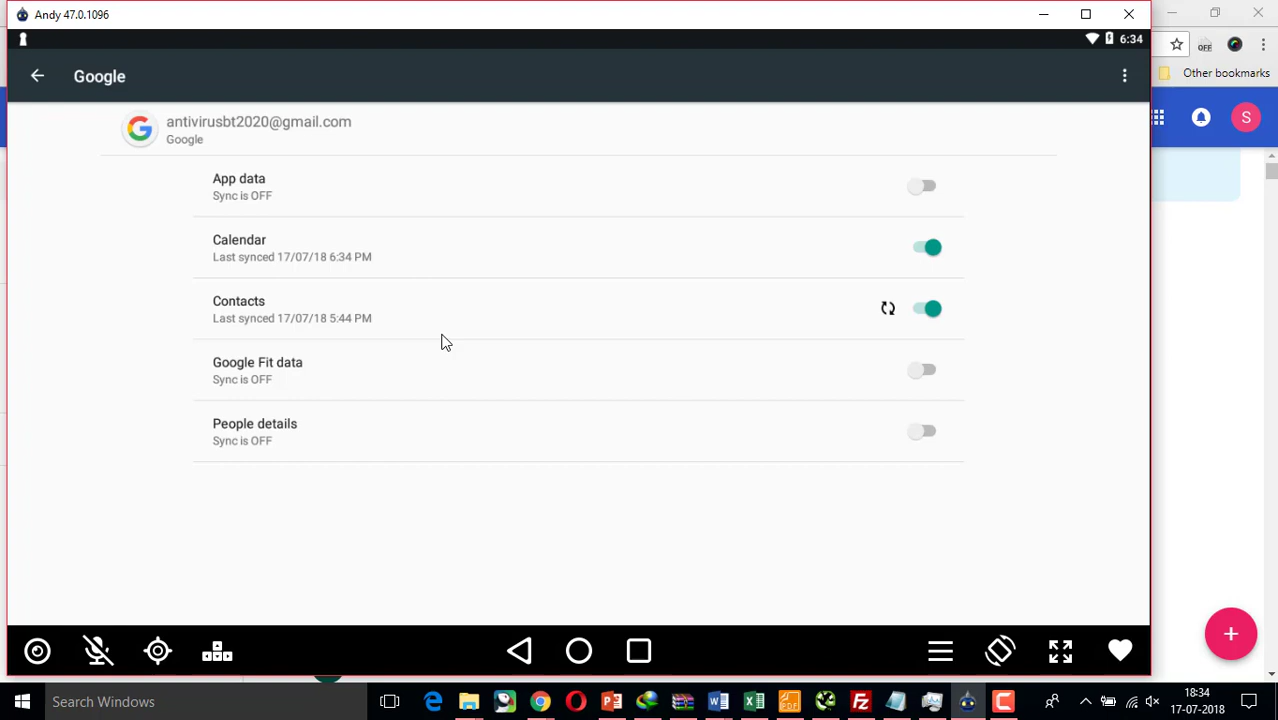 Andy 47.0.1096
6:34
OFF
Other bookmarks
Google
S
antivirusbt2020@gmail.com
Google
App data
Sync is OFF
Calendar
Last synced 17/07/18 6:34 PM
Contacts
Last synced 17/07/18 5:44 PM
Google Fit data
Sync is OFF
People details
Sync is OFF
Search Windows
18:34
17-07-2018